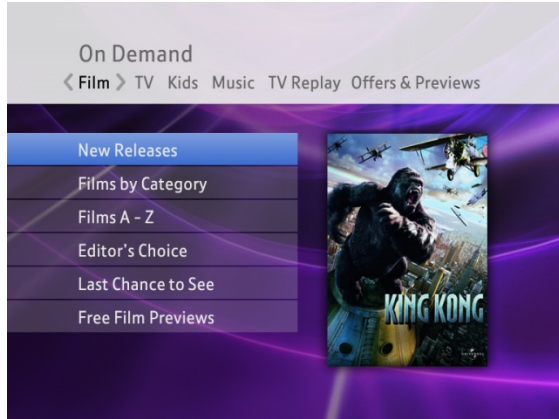 On Demand
Film TV Kids Music TV Replay Offers & Previews
New Releases
Films by Category
Films A – Z
Editor's Choice
Last Chance to See
Free Film Previews
KING KONG
UNIVERSAL